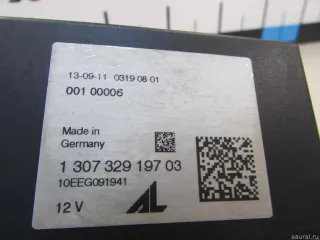 13-09-11 0319 08 01
001 00006
Made in
Germany
1 307 329 197 03
10EEG091941
12 V
AL
eaural.ru